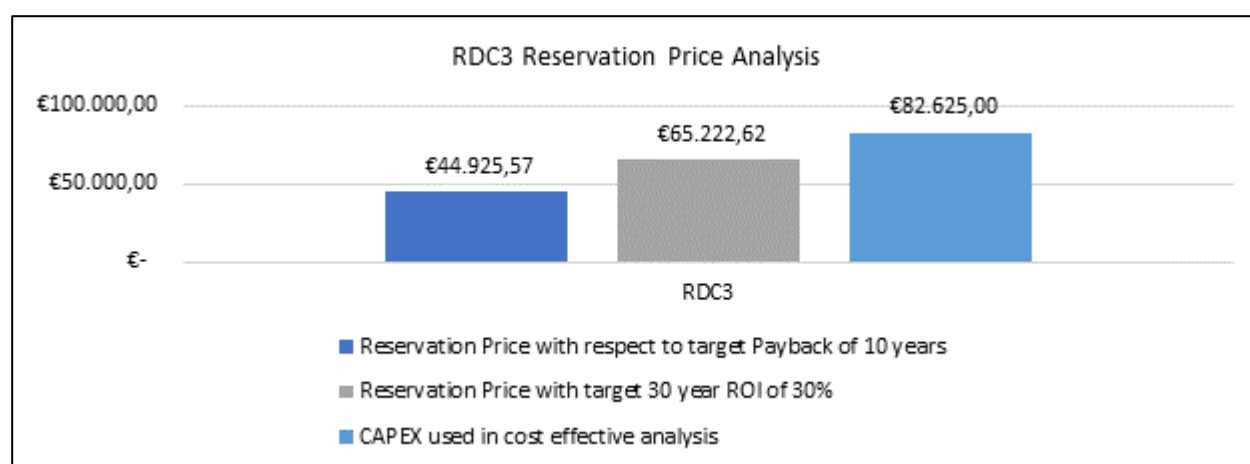 RDC3 Reservation Price Analysis
€100.000,00
€82.625,00
€65.222,62
€44.925,57
€50.000,00
€-
RDC3
Reservation Price with respect to target Payback of 10 years
Reservation Price with target 30 year ROI of 30%
CAPEX used in cost effective analysis